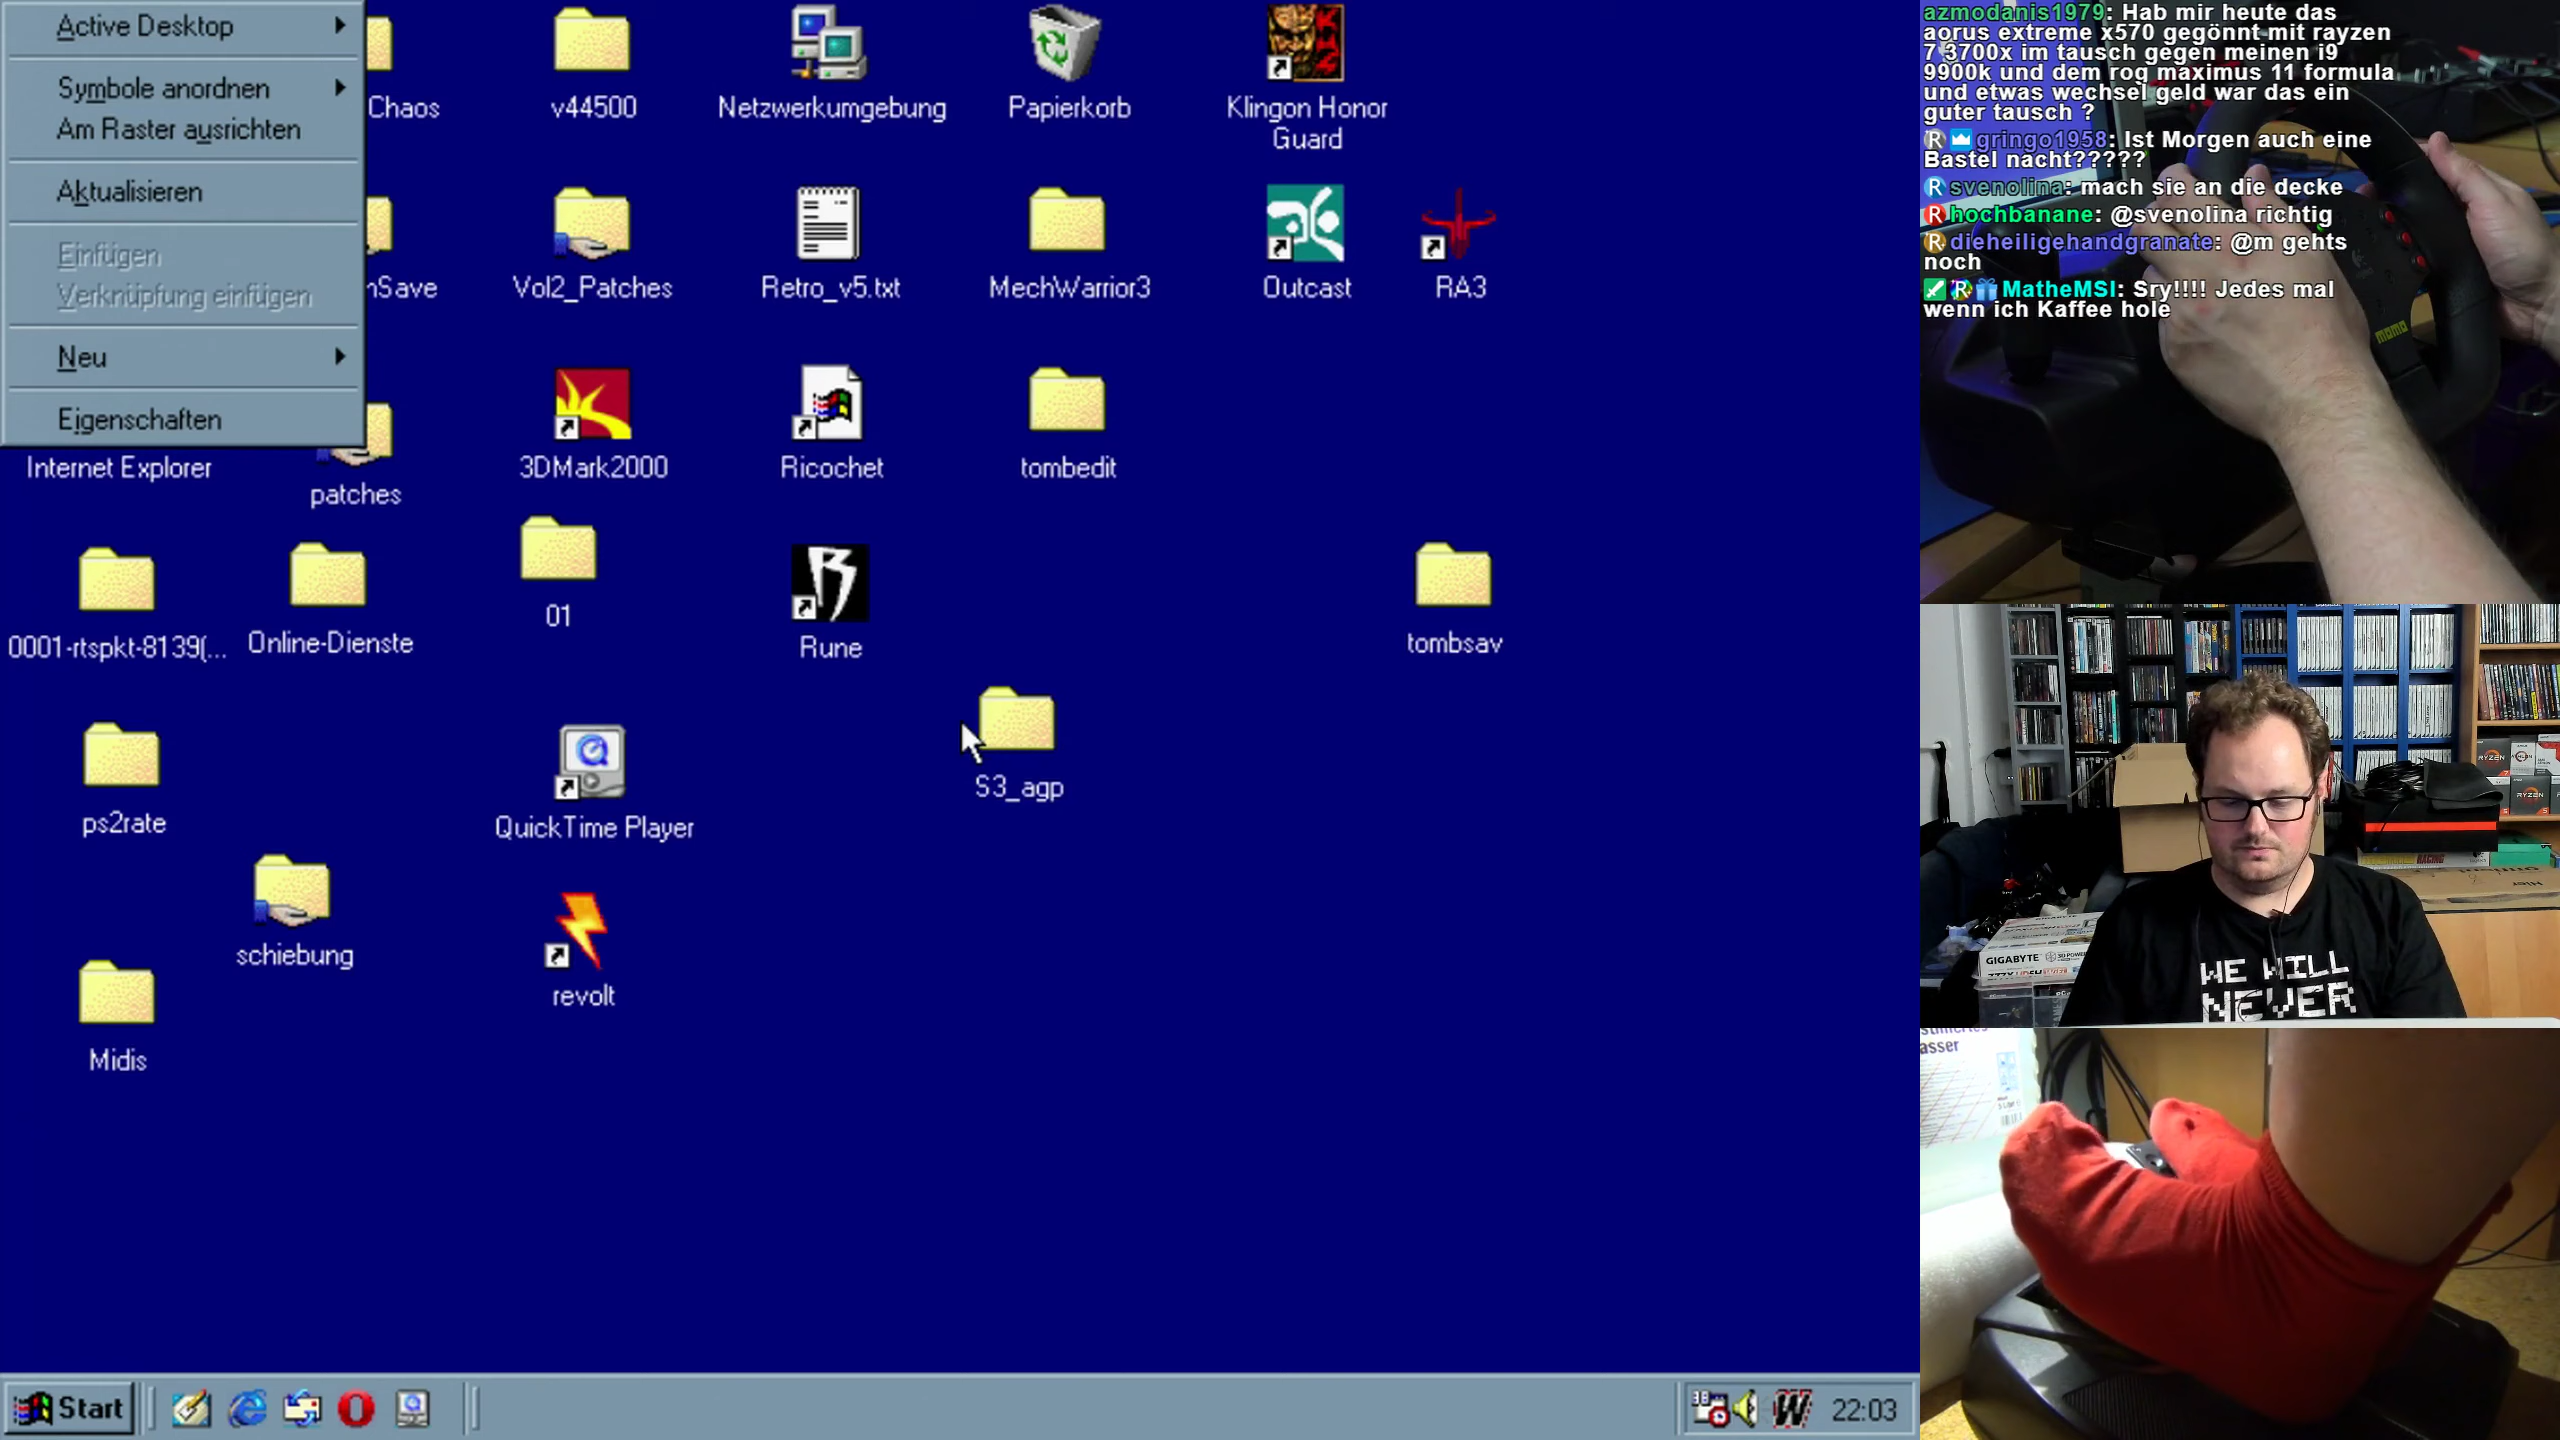 Active Desktop
Symbole anordnen
Am Raster ausrichten
Aktualisieren
Einfügen
Verknüpfung einfügen
Neu
Eigenschaften
Chaos
v44500
Netzwerkumgebung
Papierkorb
Klingon Honor
Guard
nSave
Vol2_Patches
Retro_v5.txt
MechWarrior3
Outcast
RA3
Internet Explorer
patches
3DMark2000
Ricochet
tombedit
0001-rtspkt-8139(...
Online-Dienste
01
Rune
tombsav
ps2rate
QuickTime Player
S3_agp
schiebung
revolt
Midis
Start
22:03
azmodanis1979: Hab mir heute das
aorus extreme x570 gegönnt mit rayzen
7 3700x im tausch gegen meinen i9
9900k und dem rog maximus 11 formula
und etwas wechsel geld war das ein
guter tausch ?
gringo1958: Ist Morgen auch eine
Bastel nacht?????
svenolina: mach sie an die decke
hochbanane: @svenolina richtig
dieheiligehandgranate: @m gehts
noch
MatheMSI: Sry!!!! Jedes mal
wenn ich Kaffee hole
momo
RYZEN
RYZEN
GIGABYTE
WE WILL
NEVER
asser